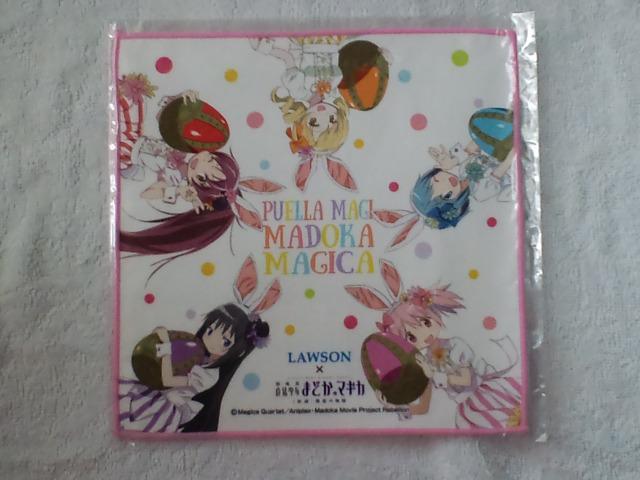 PUELLA MAGI
MADOKA
MAGICA
LAWSON
×
まどか☆マギカ
©Magica Quartet／Aniplex・Madoka Movie Project Rebellion